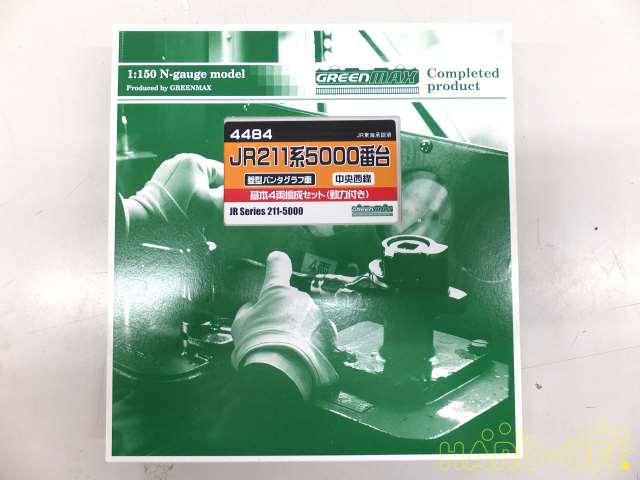 1:150 N-gauge model
Produced by GREENMAX
GREENMAX
Completed
product
4484
JR東海承認済
JR211系5000番台
菱型パンタグラフ車
中央西線
基本4両編成セット(動力付き)
JR Series 211-5000
GREENMAX
HARD·OFF